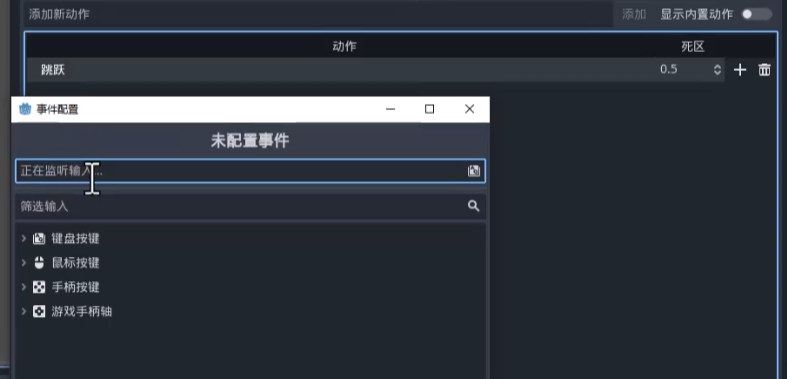 添加新动作 添加 显示内置动作
动作 死区
跳跃 0.5
事件配置
未配置事件
正在监听输入...
筛选输入
键盘按键
鼠标按键
手柄按键
游戏手柄轴